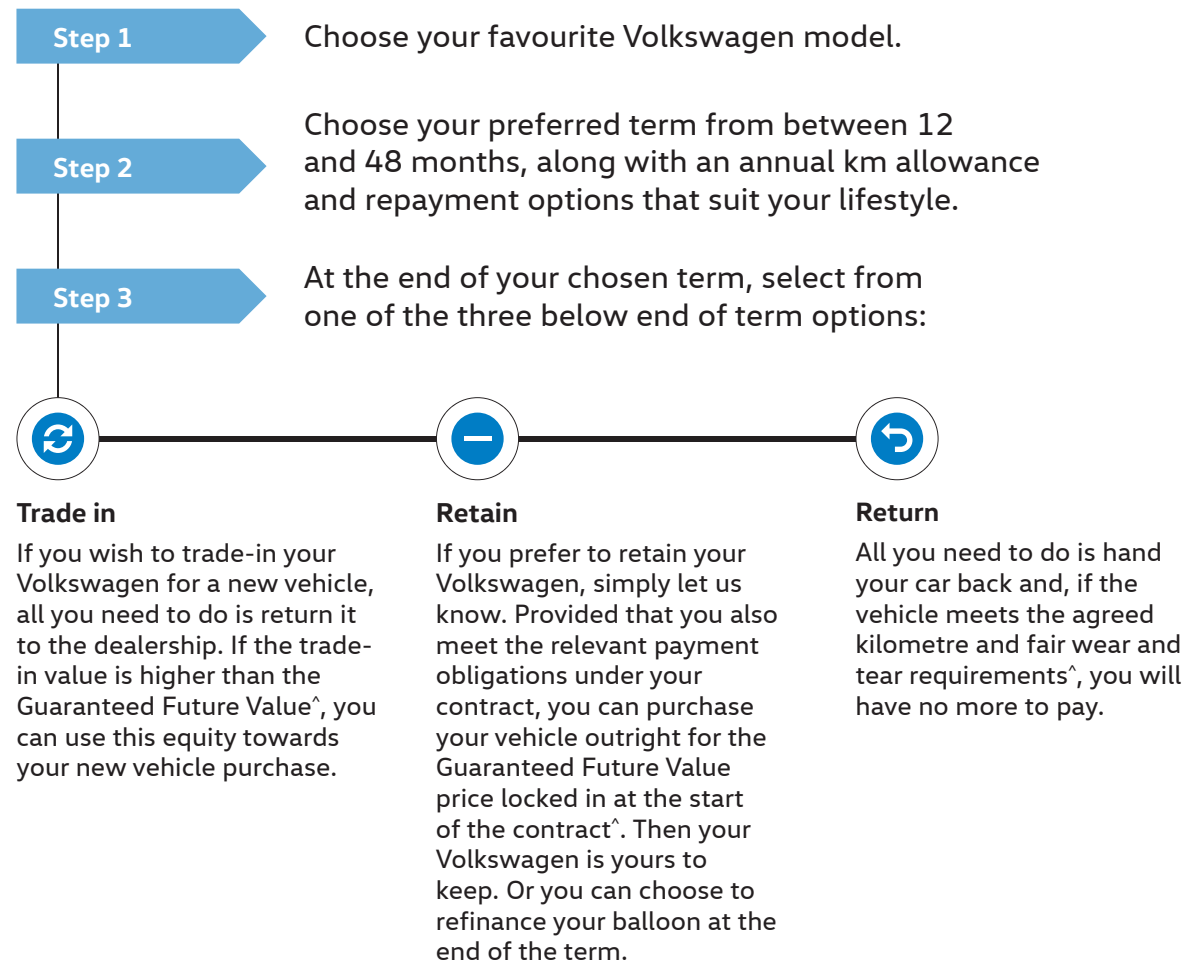 Step 1
Choose your favourite Volkswagen model.
Step 2
Choose your preferred term from between 12
and 48 months, along with an annual km allowance
and repayment options that suit your lifestyle.
Step 3
At the end of your chosen term, select from
one of the three below end of term options:
Trade in
If you wish to trade-in your
Volkswagen for a new vehicle,
all you need to do is return it
to the dealership. If the trade-
in value is higher than the
Guaranteed Future Value^, you
can use this equity towards
your new vehicle purchase.
Retain
If you prefer to retain your
Volkswagen, simply let us
know. Provided that you also
meet the relevant payment
obligations under your
contract, you can purchase
your vehicle outright for the
Guaranteed Future Value
price locked in at the start
of the contract^. Then your
Volkswagen is yours to
keep. Or you can choose to
refinance your balloon at the
end of the term.
Return
All you need to do is hand
your car back and, if the
vehicle meets the agreed
kilometre and fair wear and
tear requirements^, you will
have no more to pay.